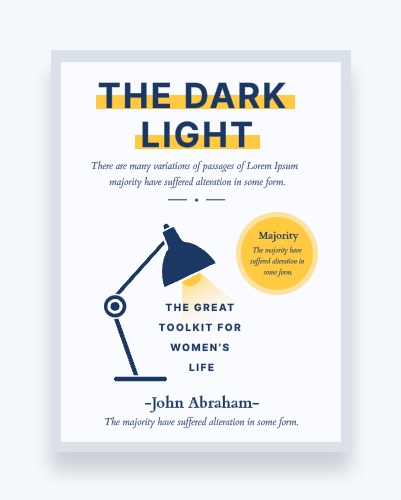 THE DARK
LIGHT
There are many variations of passages of Lorem Ipsum
majority have suffered alteration in some form.
Majority
The majority have
suffered alteration in
some form.
THE GREAT
TOOLKIT FOR
WOMEN'S
LIFE
–John Abraham–
The majority have suffered alteration in some form.